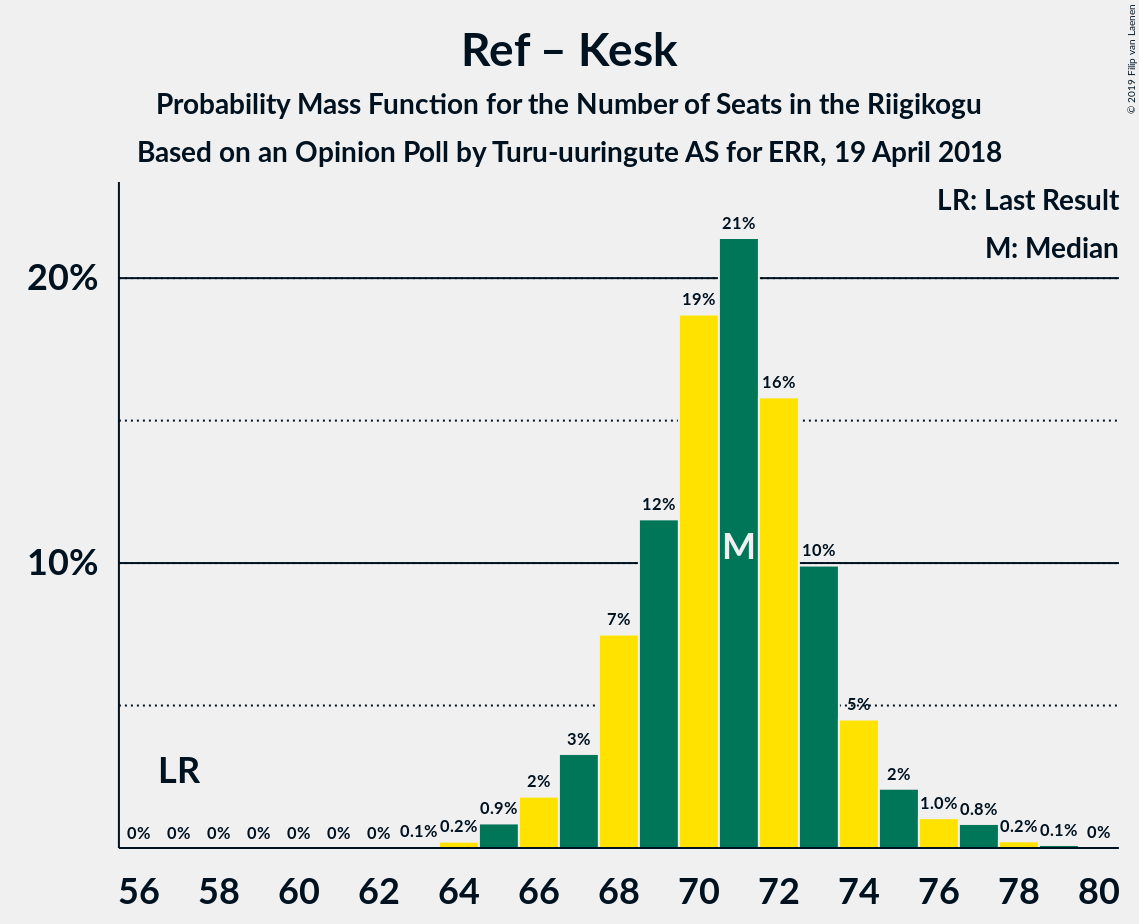 Ref – Kesk
Probability Mass Function for the Number of Seats in the Riigikogu
Based on an Opinion Poll by Turu-uuringute AS for ERR, 19 April 2018
© 2019 Filip van Laenen
LR: Last Result
M: Median
20%
10%
LR
M
0% 0% 0% 0% 0% 0% 0% 0.1% 0.2% 0.9% 2% 3% 7% 12% 19% 21% 16% 10% 5% 2% 1.0% 0.8% 0.2% 0.1% 0%
56 58 60 62 64 66 68 70 72 74 76 78 80